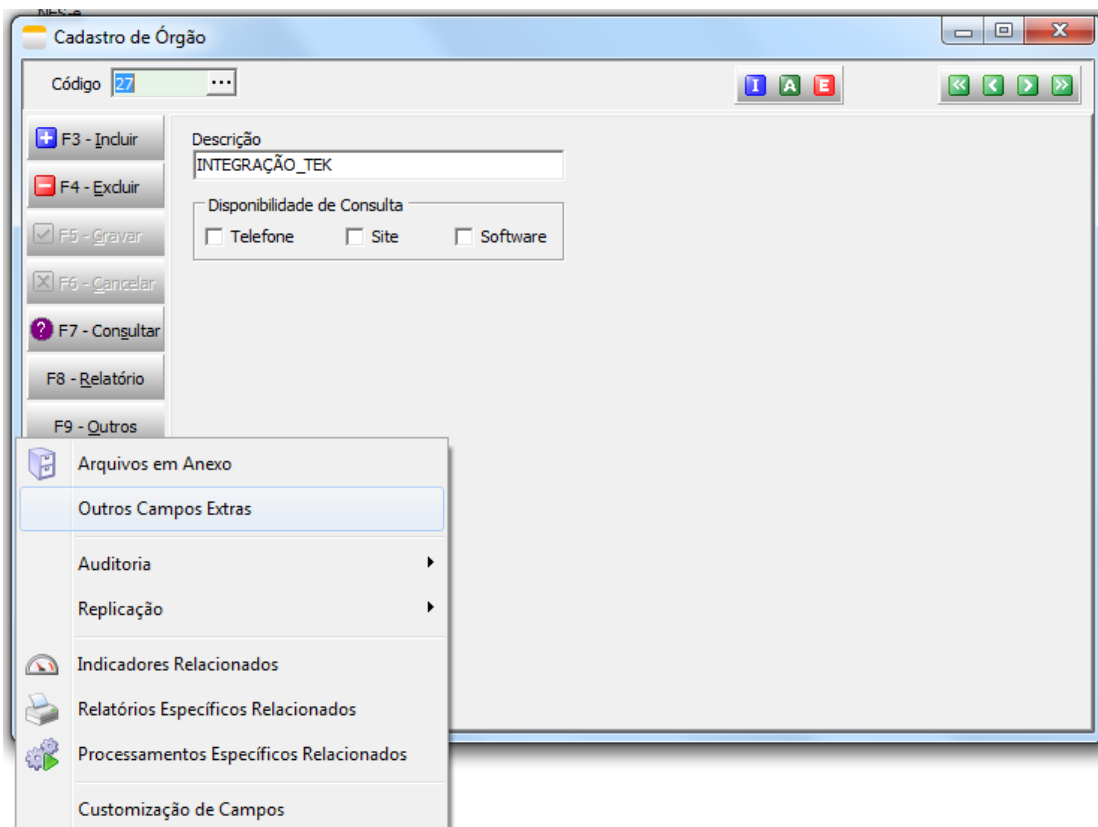 NFS-e
Cadastro de Órgão
Código 27 ...
I A E
F3 - Incluir
Descrição
INTEGRAÇÃO_TEK
F4 - Excluir
Disponibilidade de Consulta
Telefone Site Software
F5 - Gravar
F6 - Cancelar
F7 - Consultar
F8 - Relatório
F9 - Outros
Arquivos em Anexo
Outros Campos Extras
Auditoria
Replicação
Indicadores Relacionados
Relatórios Específicos Relacionados
Processamentos Específicos Relacionados
Customização de Campos